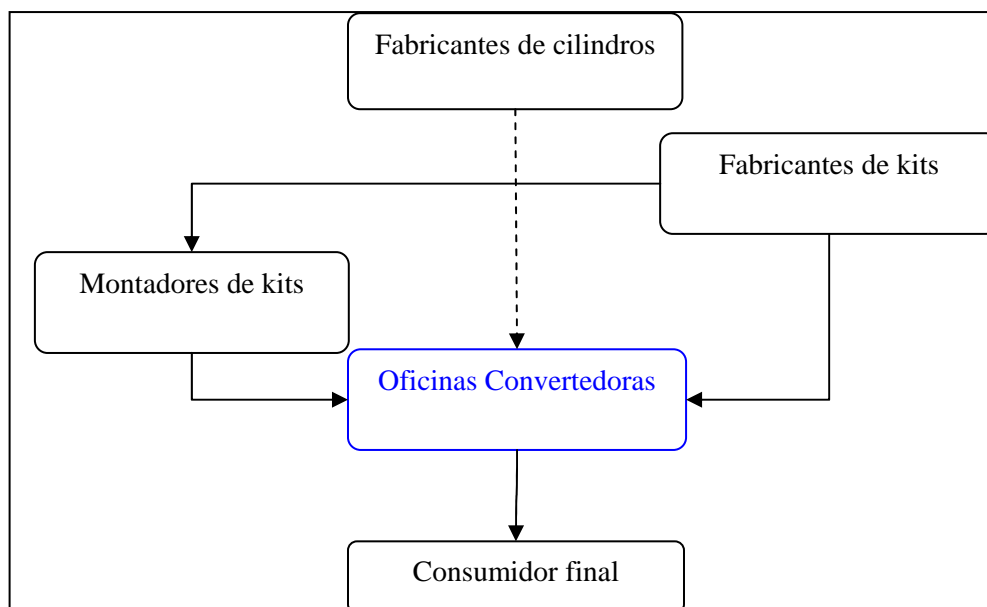 Fabricantes de cilindros
Fabricantes de kits
Montadores de kits
Oficinas Convertedoras
Consumidor final